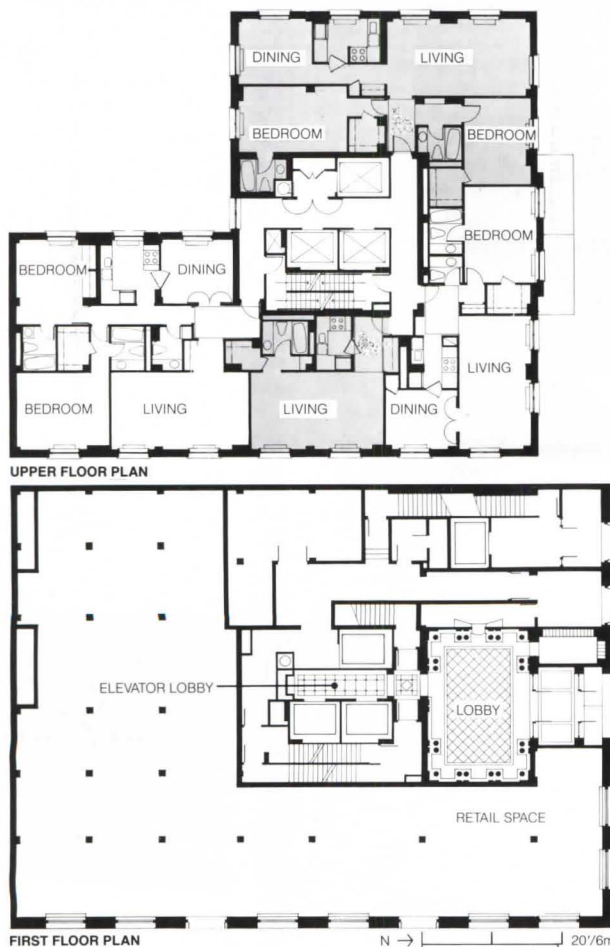 DINING
LIVING
BEDROOM
BEDROOM
BEDROOM
BEDROOM
DINING
LIVING
BEDROOM
LIVING
LIVING
DINING
UPPER FLOOR PLAN
ELEVATOR LOBBY
LOBBY
RETAIL SPACE
FIRST FLOOR PLAN
N → 20'/6m